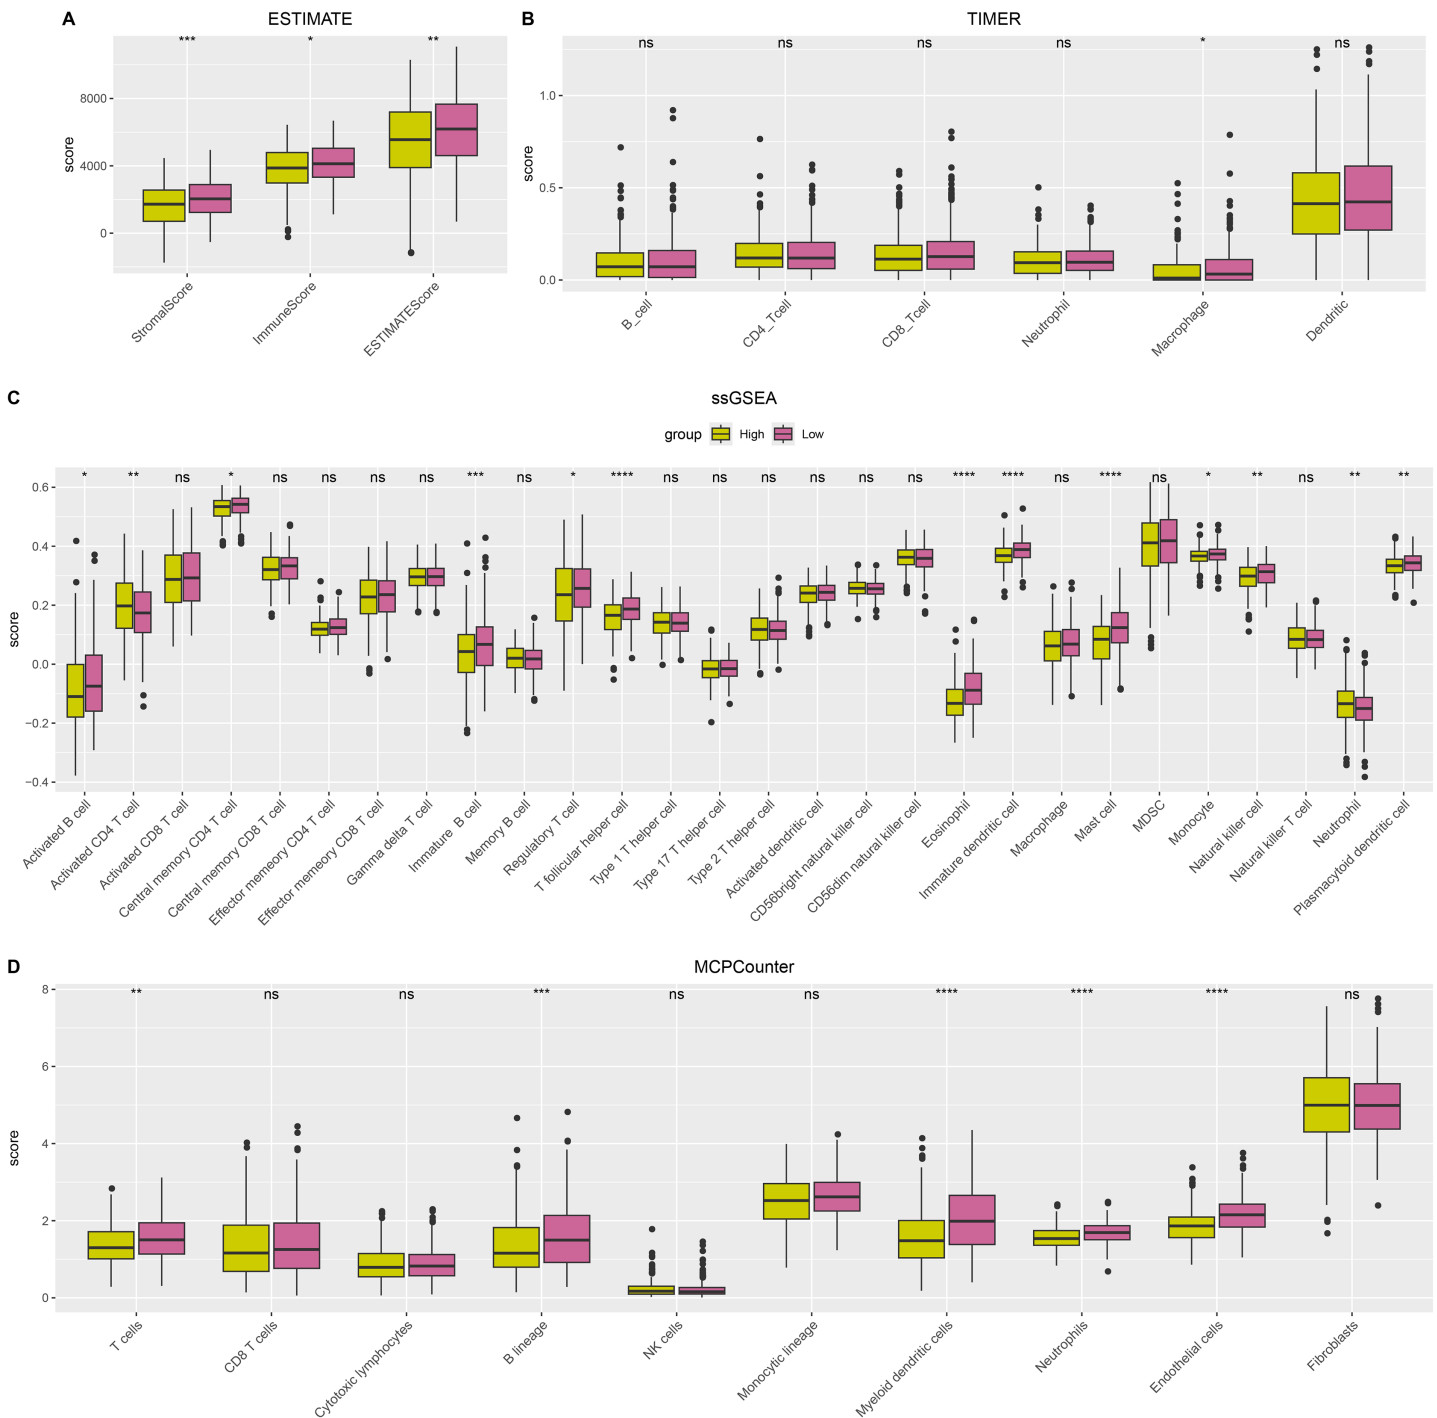 A
ESTIMATE
*** * **
score
8000
4000
0
StromalScore
ImmuneScore
ESTIMATEScore
B
TIMER
ns ns ns ns * ns
score
1.0
0.5
0.0
B_cell
CD4_Tcell
CD8_Tcell
Neutrophil
Macrophage
Dendritic
C
ssGSEA
group High Low
* ** ns * ns ns ns ns *** ns * **** ns ns ns ns ns ns **** **** ns **** ns * ** ns ** **
score
0.6
0.4
0.2
0.0
−0.2
−0.4
Activated B cell
Activated CD4 T cell
Activated CD8 T cell
Central memory CD4 T cell
Central memory CD8 T cell
Effector memory CD4 T cell
Effector memory CD8 T cell
Gamma delta T cell
Immature B cell
Memory B cell
Regulatory T cell
T follicular helper cell
Type 1 T helper cell
Type 17 T helper cell
Type 2 T helper cell
Activated dendritic cell
CD56bright natural killer cell
CD56dim natural killer cell
Eosinophil
Immature dendritic cell
Macrophage
Mast cell
MDSC
Monocyte
Natural killer cell
Natural killer T cell
Neutrophil
Plasmacytoid dendritic cell
D
MCPCounter
** ns ns *** ns ns **** **** **** ns
score
8
6
4
2
0
T cells
CD8 T cells
Cytotoxic lymphocytes
B lineage
NK cells
Monocytic lineage
Myeloid dendritic cells
Neutrophils
Endothelial cells
Fibroblasts